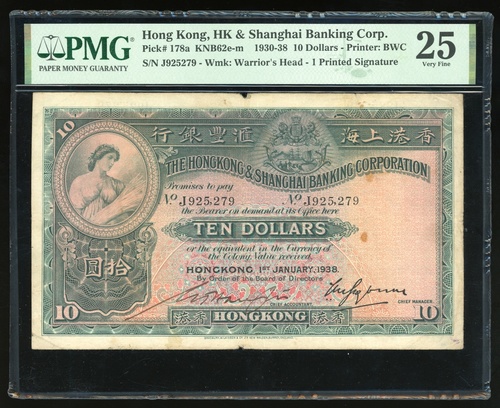 PMG
PAPER MONEY GUARANTY
Hong Kong, HK & Shanghai Banking Corp.
Pick# 178a KNB62e-m 1930-38 10 Dollars - Printer: BWC
S/N J925279 - Wmk: Warrior's Head - 1 Printed Signature
25
Very Fine
10
行銀豐滙 海上港香
10
THE HONGKONG & SHANGHAI BANKING CORPORATION
Promises to pay
No J925,279 No J925,279
the Bearer on demand at its Office here
TEN DOLLARS
or the equivalent in the Currency of
the Colony, Value received.
HONGKONG, 1ST JANUARY, 1938.
By Order of the Board of Directors
圓拾
CHIEF ACCOUNTANT
CHIEF MANAGER
10
港香 HONGKONG 港香
10